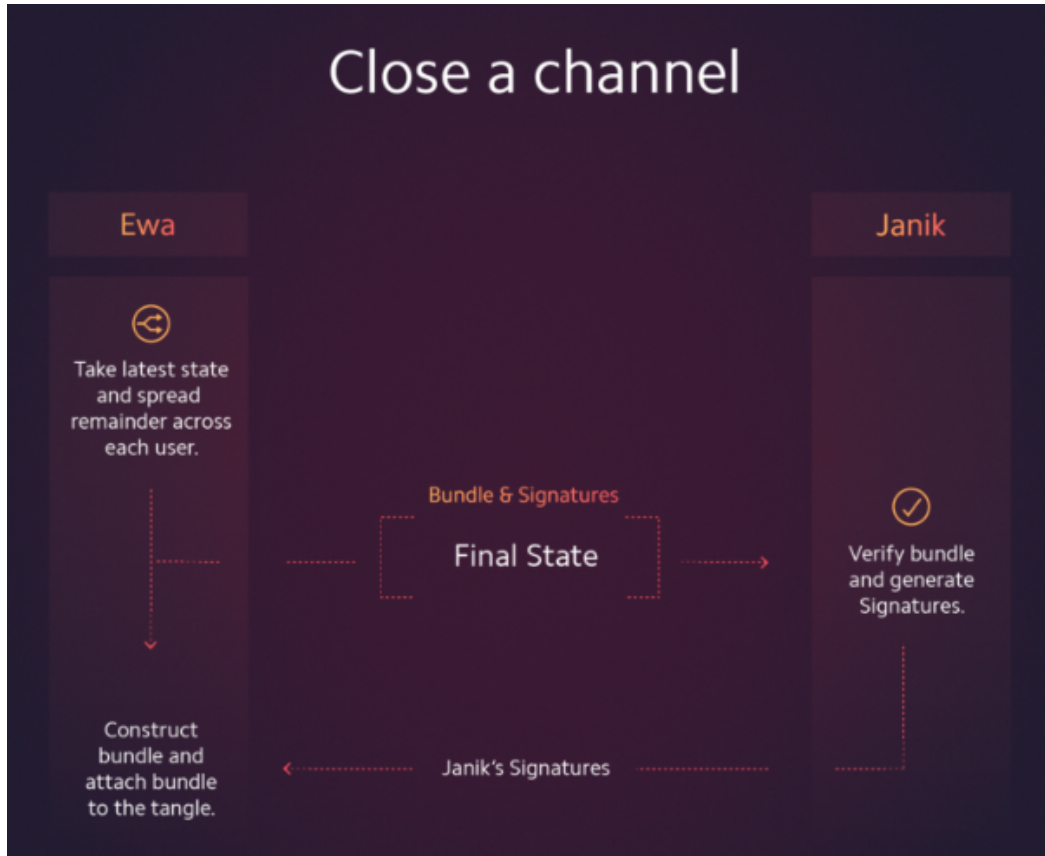 Close a channel
Ewa
Janik
Take latest state
and spread
remainder across
each user.
Bundle & Signatures
Final State
Verify bundle
and generate
Signatures.
Construct
bundle and
attach bundle
to the tangle.
Janik's Signatures